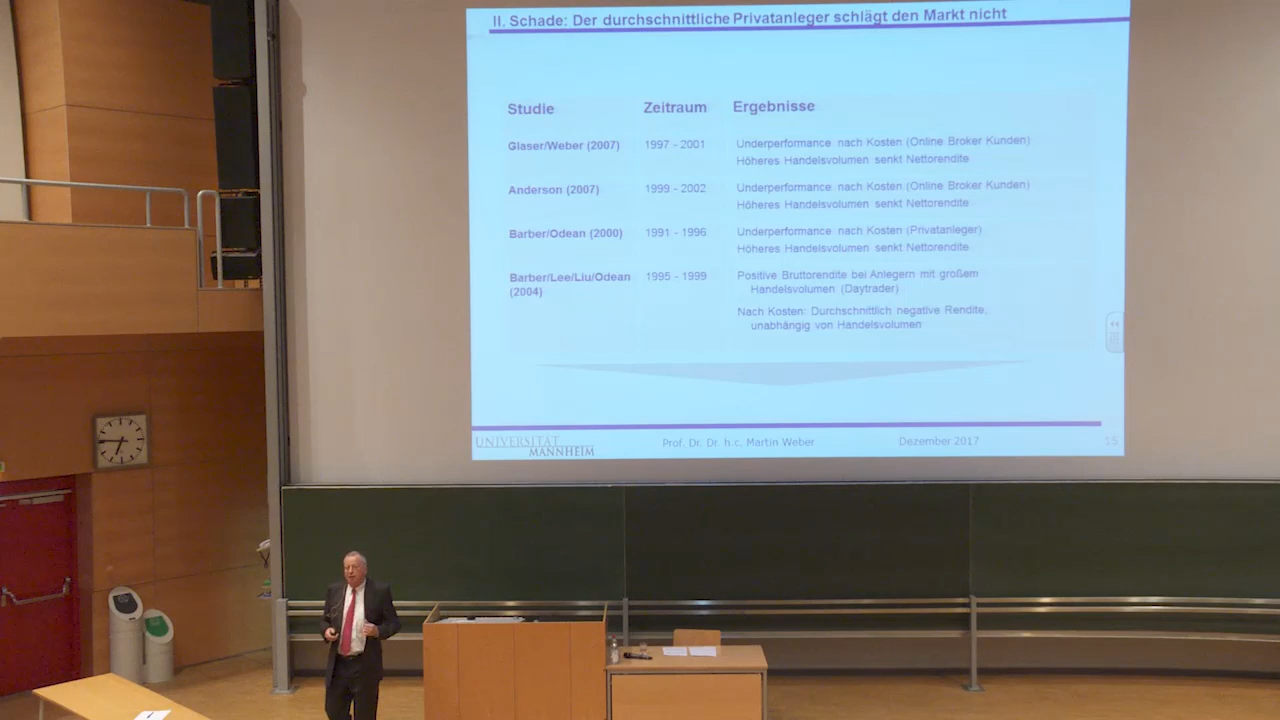 II. Schade: Der durchschnittliche Privatanleger schlägt den Markt nicht
Studie Zeitraum Ergebnisse
Glaser/Weber (2007) 1997 - 2001 Underperformance nach Kosten (Online Broker Kunden)
Höheres Handelsvolumen senkt Nettorendite
Anderson (2007) 1999 - 2002 Underperformance nach Kosten (Online Broker Kunden)
Höheres Handelsvolumen senkt Nettorendite
Barber/Odean (2000) 1991 - 1996 Underperformance nach Kosten (Privatanleger)
Höheres Handelsvolumen senkt Nettorendite
Barber/Lee/Liu/Odean 1995 - 1999 Positive Bruttorendite bei Anlegern mit großem
(2004) Handelsvolumen (Daytrader)
Nach Kosten: Durchschnittlich negative Rendite,
unabhängig von Handelsvolumen
UNIVERSITÄT
MANNHEIM
Prof. Dr. Dr. h.c. Martin Weber Dezember 2017 15